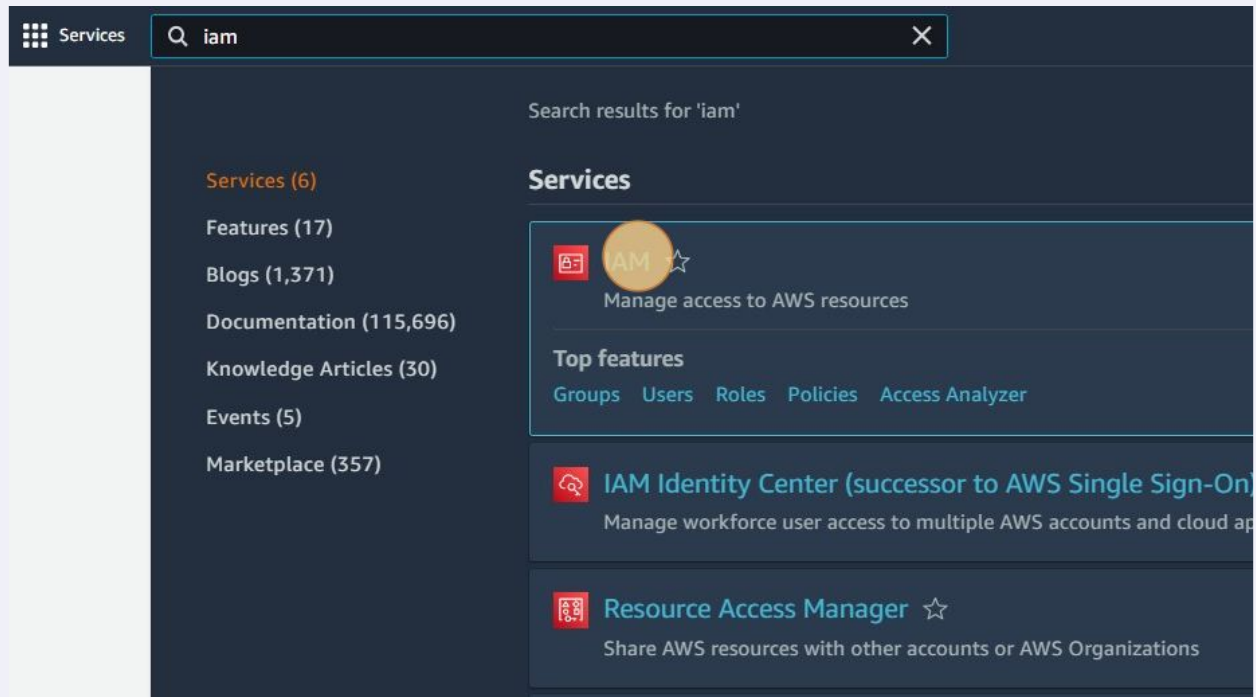 Services
iam
Search results for 'iam'
Services (6)
Features (17)
Blogs (1,371)
Documentation (115,696)
Knowledge Articles (30)
Events (5)
Marketplace (357)
Services
IAM
Manage access to AWS resources
Top features
Groups Users Roles Policies Access Analyzer
IAM Identity Center (successor to AWS Single Sign-On)
Manage workforce user access to multiple AWS accounts and cloud
Resource Access Manager
Share AWS resources with other accounts or AWS Organizations